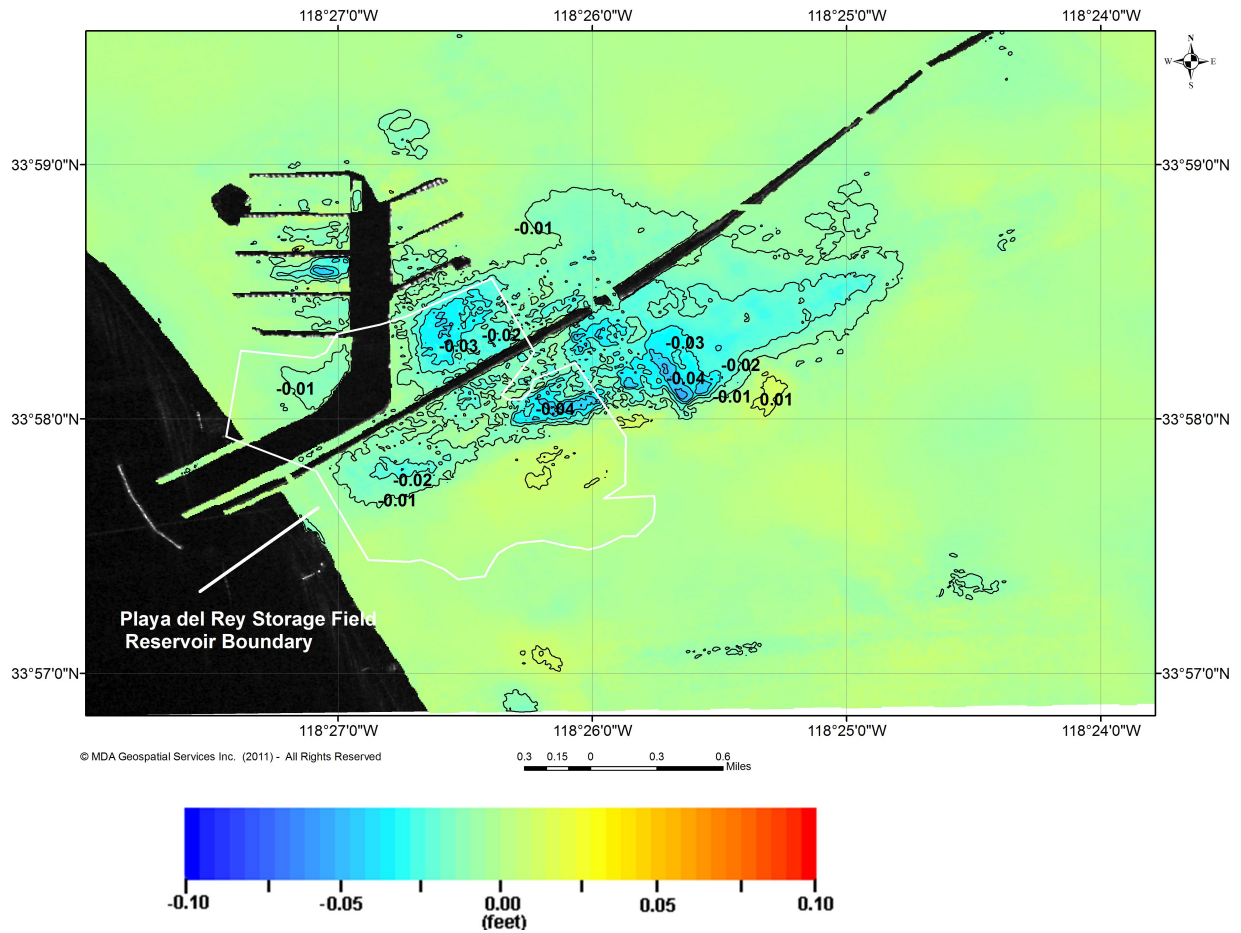 118°27'0"W 118°26'0"W 118°25'0"W 118°24'0"W
N
W E
S
33°59'0"N 33°59'0"N
-0.01
-0.03 -0.02 -0.03
-0.02
-0.04
-0.01 -0.01 0.01
-0.04
33°58'0"N 33°58'0"N
-0.02
-0.01
Playa del Rey Storage Field
Reservoir Boundary
33°57'0"N 33°57'0"N
118°27'0"W 118°26'0"W 118°25'0"W 118°24'0"W
© MDA Geospatial Services Inc. (2011) - All Rights Reserved
0.3 0.15 0 0.3 0.6
Miles
-0.10 -0.05 0.00 0.05 0.10
(feet)